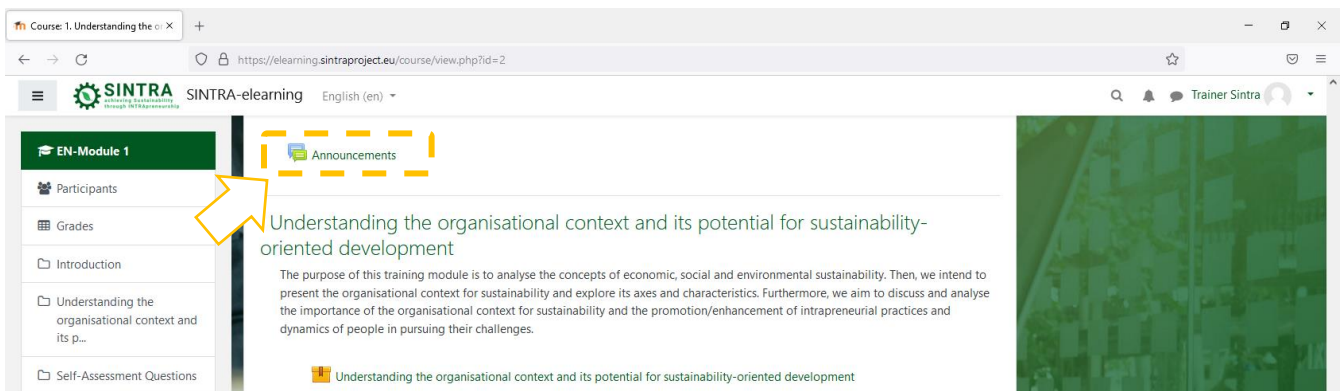 Course: 1. Understanding the or
https://elearning.sintraproject.eu/course/view.php?id=2
SINTRA
achieving Sustainability
through INTRApreneurship
SINTRA-elearning
English (en)
Trainer Sintra
EN-Module 1
Participants
Grades
Introduction
Understanding the
organisational context and
its p...
Self-Assessment Questions
Announcements
Understanding the organisational context and its potential for sustainability-
oriented development
The purpose of this training module is to analyse the concepts of economic, social and environmental sustainability. Then, we intend to
present the organisational context for sustainability and explore its axes and characteristics. Furthermore, we aim to discuss and analyse
the importance of the organisational context for sustainability and the promotion/enhancement of intrapreneurial practices and
dynamics of people in pursuing their challenges.
Understanding the organisational context and its potential for sustainability-oriented development